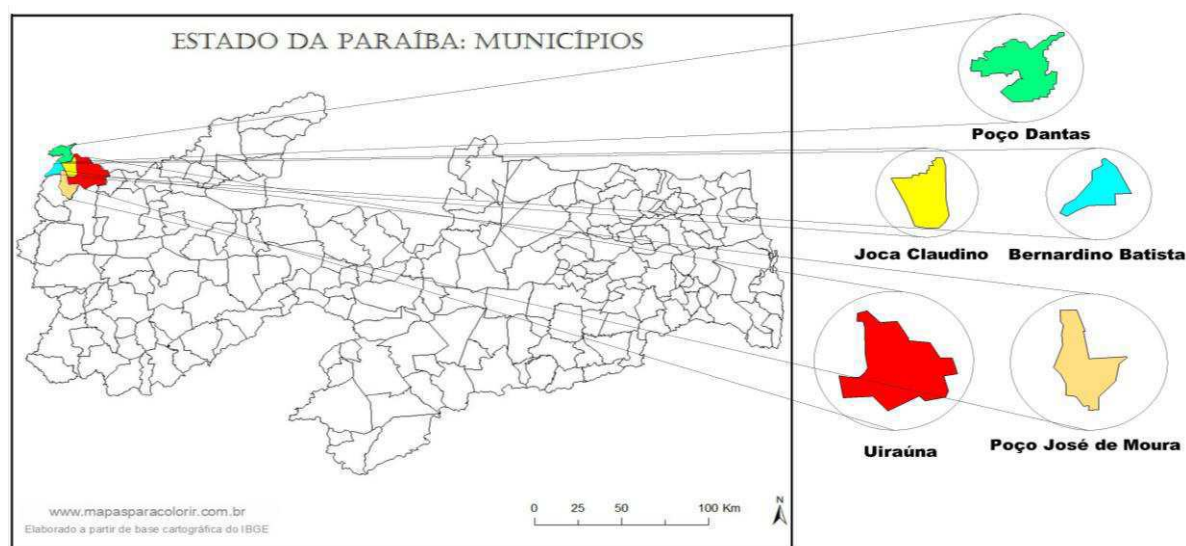 ESTADO DA PARAÍBA: MUNICÍPIOS
Poço Dantas
Joca Claudino
Bernardino Batista
Uiraúna
Poço José de Moura
www.mapasparacolorir.com.br
Elaborado a partir de base cartográfica do IBGE
0 25 50 100 Km
N